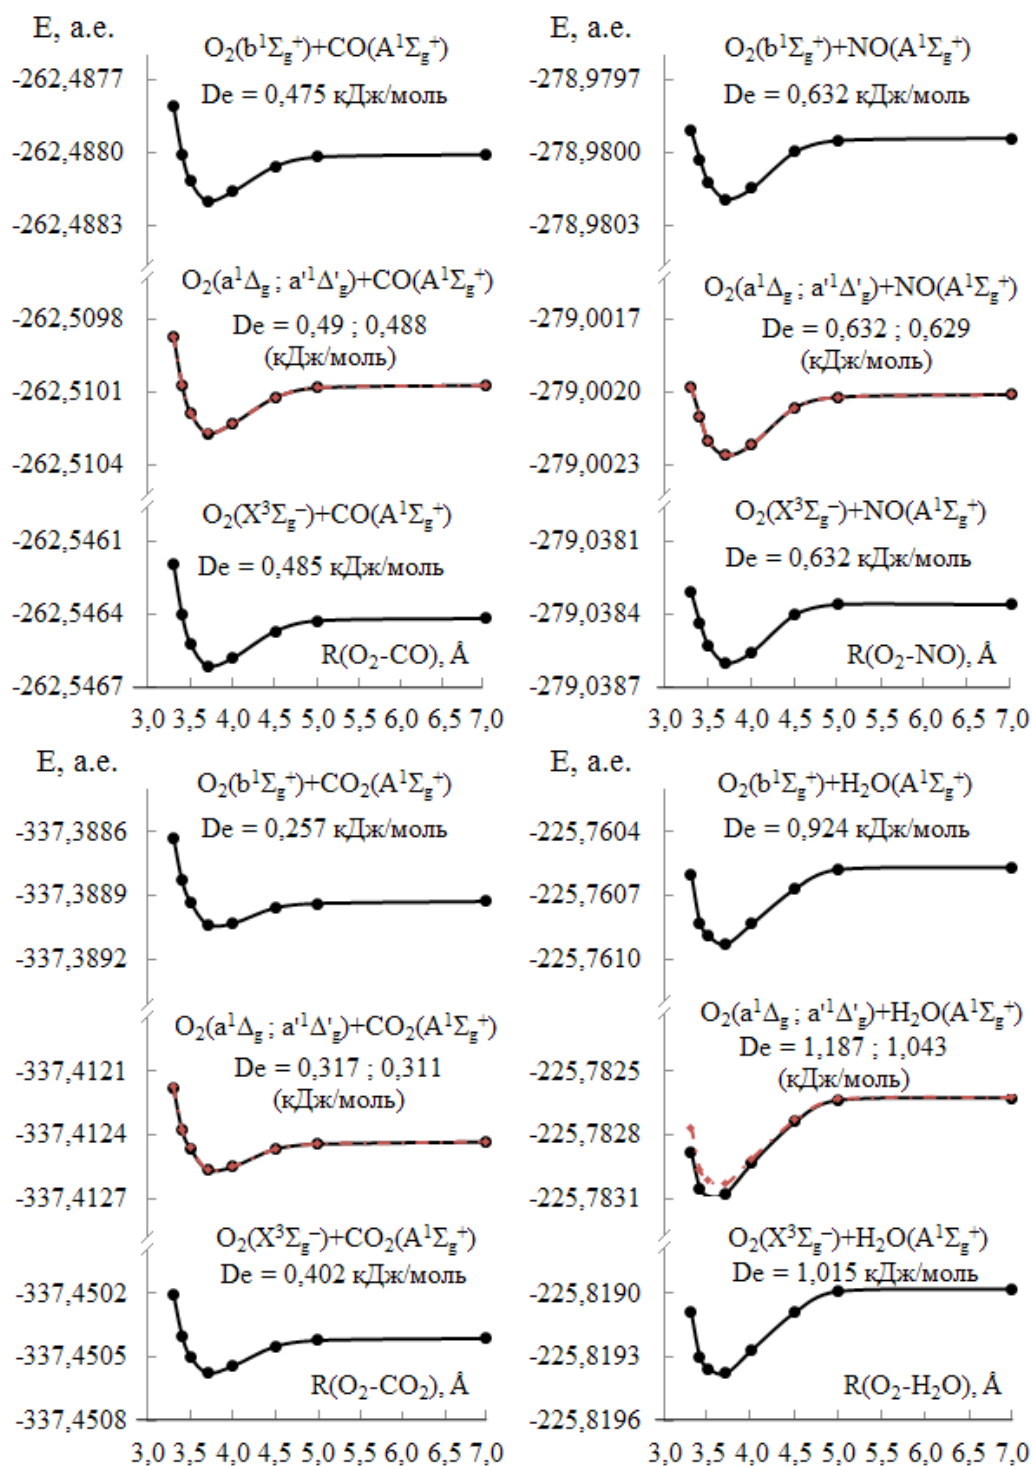 E, а.е.
O₂(b¹Σg⁺)+CO(A¹Σg⁺)
De = 0,475 кДж/моль
-262,4877
-262,4880
-262,4883
O₂(a¹Δg ; a'¹Δ'g)+CO(A¹Σg⁺)
De = 0,49 ; 0,488
(кДж/моль)
-262,5098
-262,5101
-262,5104
O₂(X³Σg⁻)+CO(A¹Σg⁺)
De = 0,485 кДж/моль
-262,5461
-262,5464
-262,5467
R(O₂-CO), Å
3,0 3,5 4,0 4,5 5,0 5,5 6,0 6,5 7,0
E, а.е.
O₂(b¹Σg⁺)+NO(A¹Σg⁺)
De = 0,632 кДж/моль
-278,9797
-278,9800
-278,9803
O₂(a¹Δg ; a'¹Δ'g)+NO(A¹Σg⁺)
De = 0,632 ; 0,629
(кДж/моль)
-279,0017
-279,0020
-279,0023
O₂(X³Σg⁻)+NO(A¹Σg⁺)
De = 0,632 кДж/моль
-279,0381
-279,0384
-279,0387
R(O₂-NO), Å
3,0 3,5 4,0 4,5 5,0 5,5 6,0 6,5 7,0
E, а.е.
O₂(b¹Σg⁺)+CO₂(A¹Σg⁺)
De = 0,257 кДж/моль
-337,3886
-337,3889
-337,3892
O₂(a¹Δg ; a'¹Δ'g)+CO₂(A¹Σg⁺)
De = 0,317 ; 0,311
(кДж/моль)
-337,4121
-337,4124
-337,4127
O₂(X³Σg⁻)+CO₂(A¹Σg⁺)
De = 0,402 кДж/моль
-337,4502
-337,4505
-337,4508
R(O₂-CO₂), Å
3,0 3,5 4,0 4,5 5,0 5,5 6,0 6,5 7,0
E, а.е.
O₂(b¹Σg⁺)+H₂O(A¹Σg⁺)
De = 0,924 кДж/моль
-225,7604
-225,7607
-225,7610
O₂(a¹Δg ; a'¹Δ'g)+H₂O(A¹Σg⁺)
De = 1,187 ; 1,043
(кДж/моль)
-225,7825
-225,7828
-225,7831
O₂(X³Σg⁻)+H₂O(A¹Σg⁺)
De = 1,015 кДж/моль
-225,8190
-225,8193
-225,8196
R(O₂-H₂O), Å
3,0 3,5 4,0 4,5 5,0 5,5 6,0 6,5 7,0